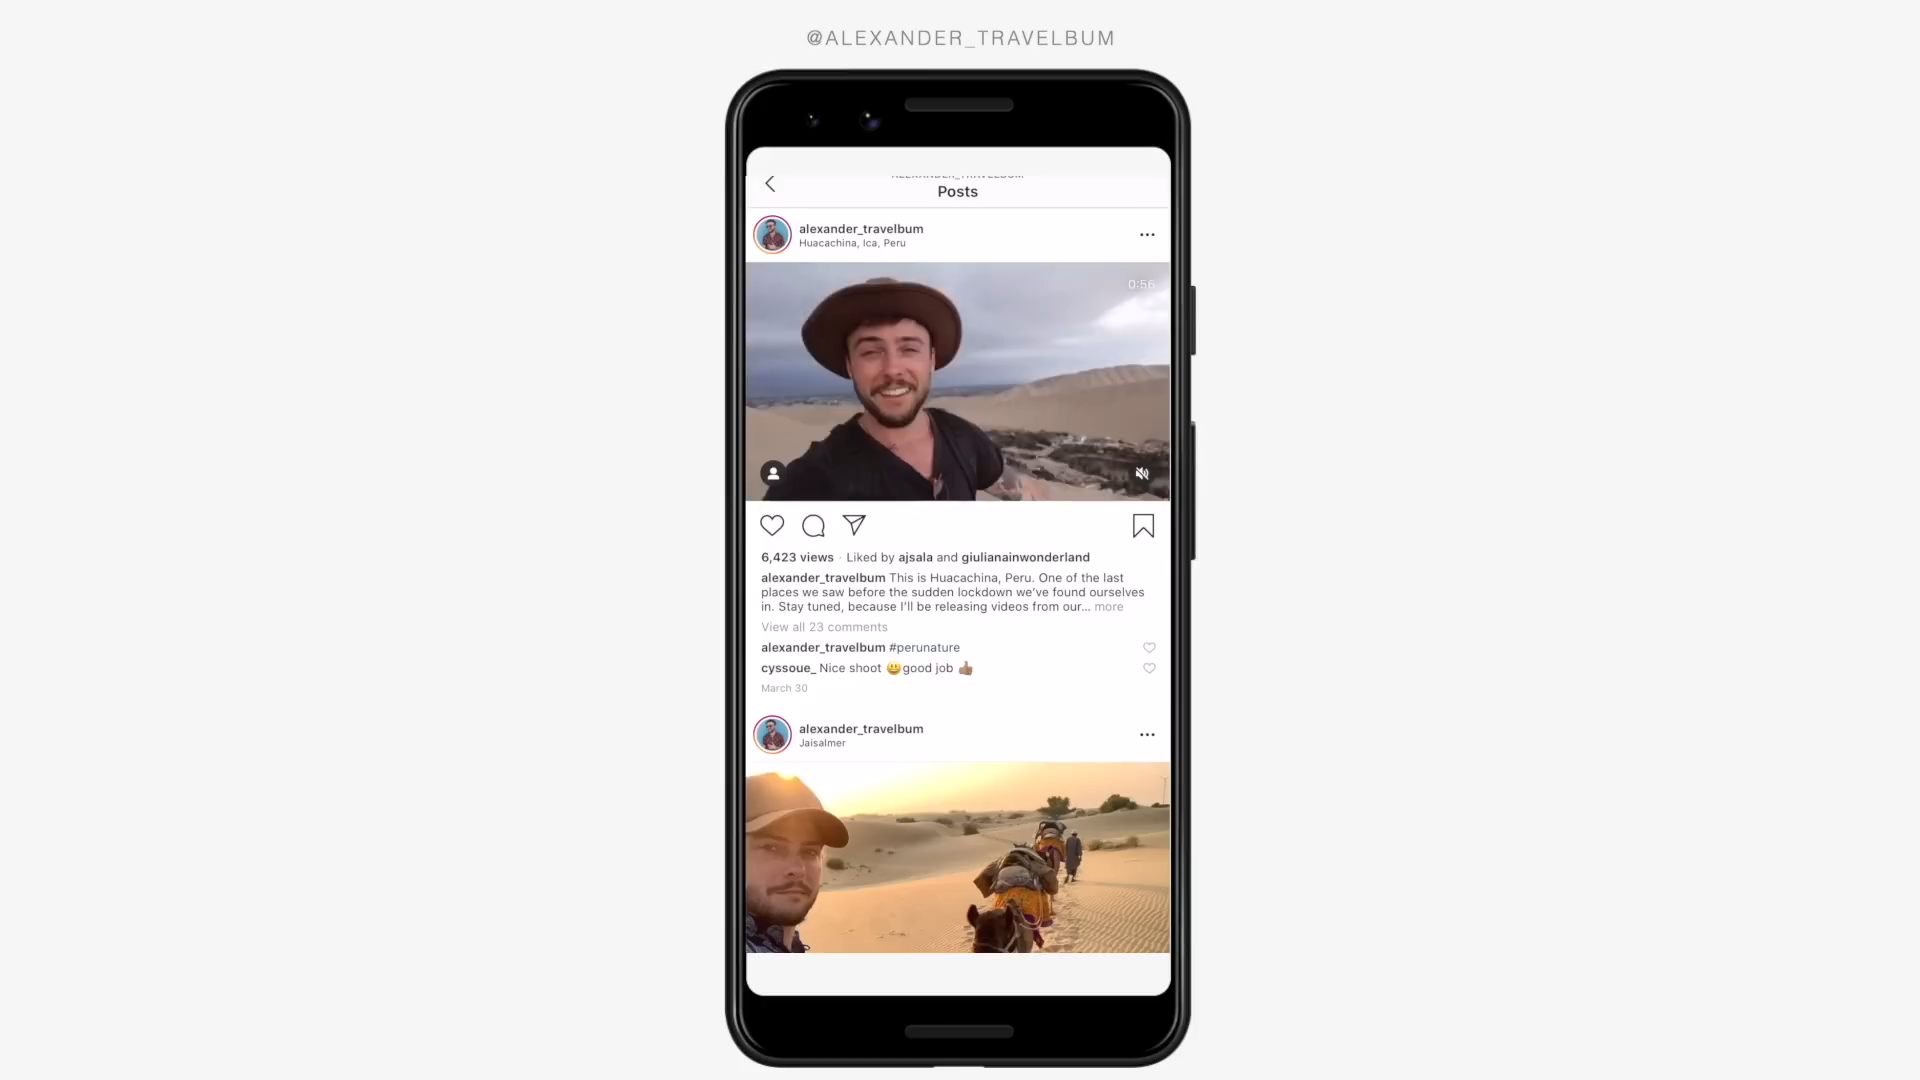 @ALEXANDER_TRAVELBUM
ALEXANDER_TRAVELBUM
Posts
alexander_travelbum
Huacachina, Ica, Peru
0:56
6,423 views · Liked by ajsala and giulianainwonderland
alexander_travelbum This is Huacachina, Peru. One of the last
places we saw before the sudden lockdown we’ve found ourselves
in. Stay tuned, because I’ll be releasing videos from our... more
View all 23 comments
alexander_travelbum #perunature
cyssoue_ Nice shoot 😃good job 👍🏽
March 30
alexander_travelbum
Jaisalmer